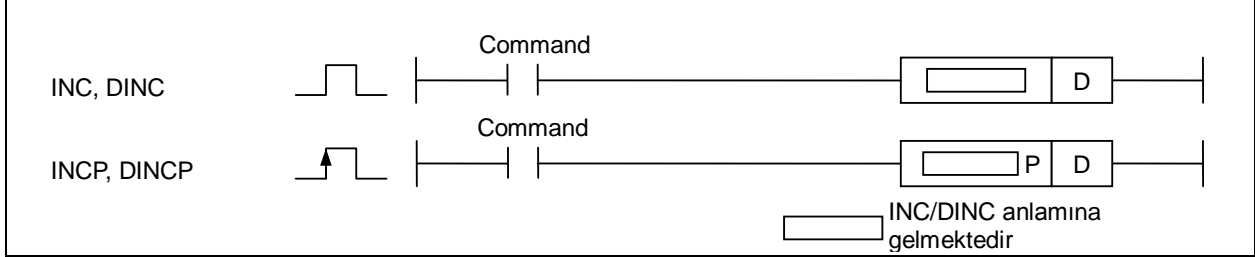 Command
INC, DINC
D
Command
INCP, DINCP
P D
INC/DINC anlamına
gelmektedir